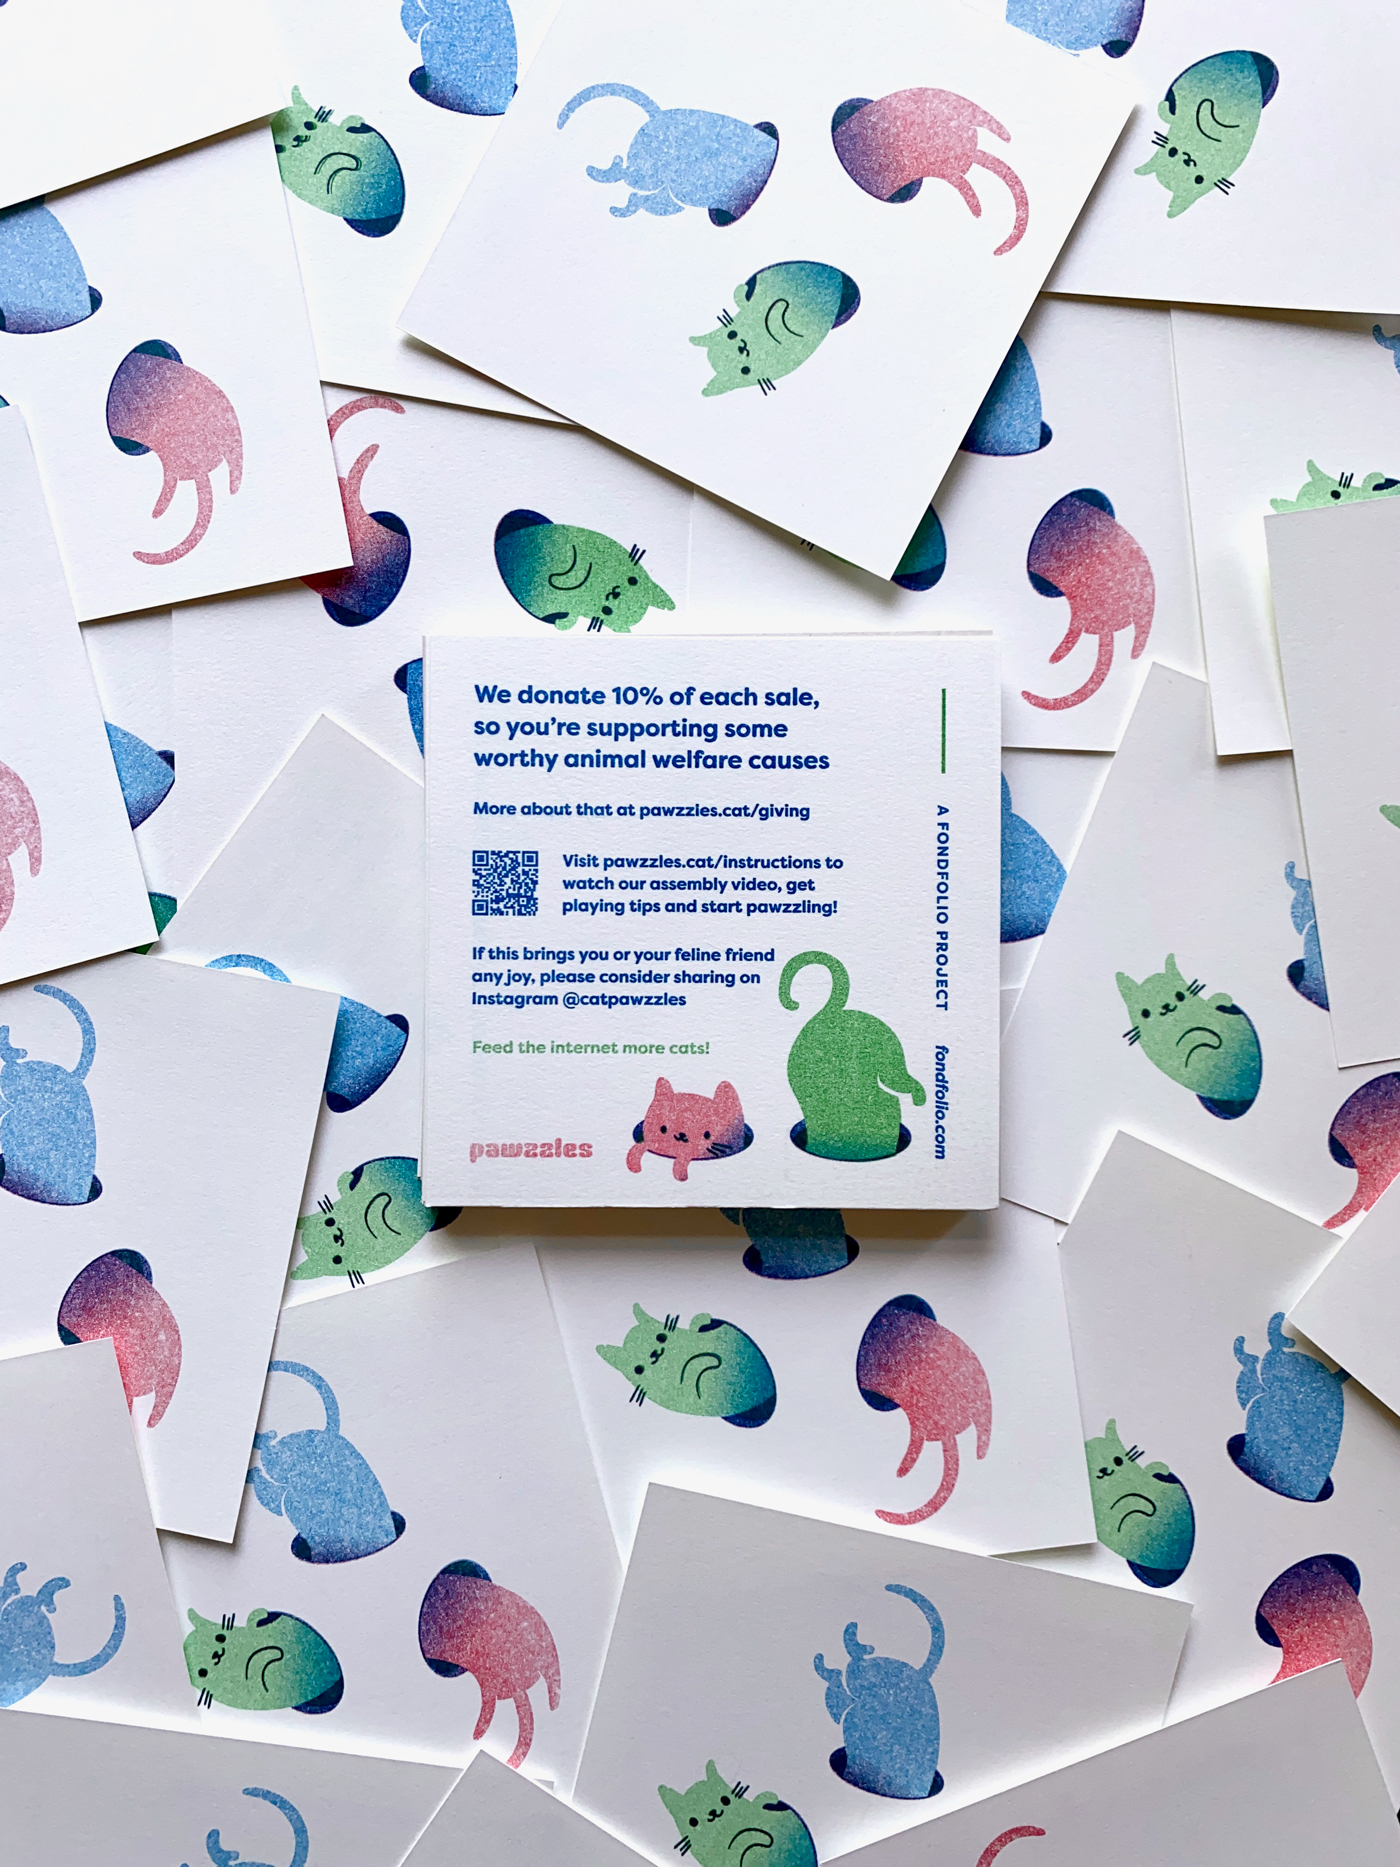 We donate 10% of each sale,
so you're supporting some
worthy animal welfare causes
More about that at pawzzles.cat/giving
Visit pawzzles.cat/instructions to
watch our assembly video, get
playing tips and start pawzzling!
If this brings you or your feline friend
any joy, please consider sharing on
Instagram @catpawzzles
Feed the internet more cats!
pawzzles
A FONDFOLIO PROJECT
fondfolio.com